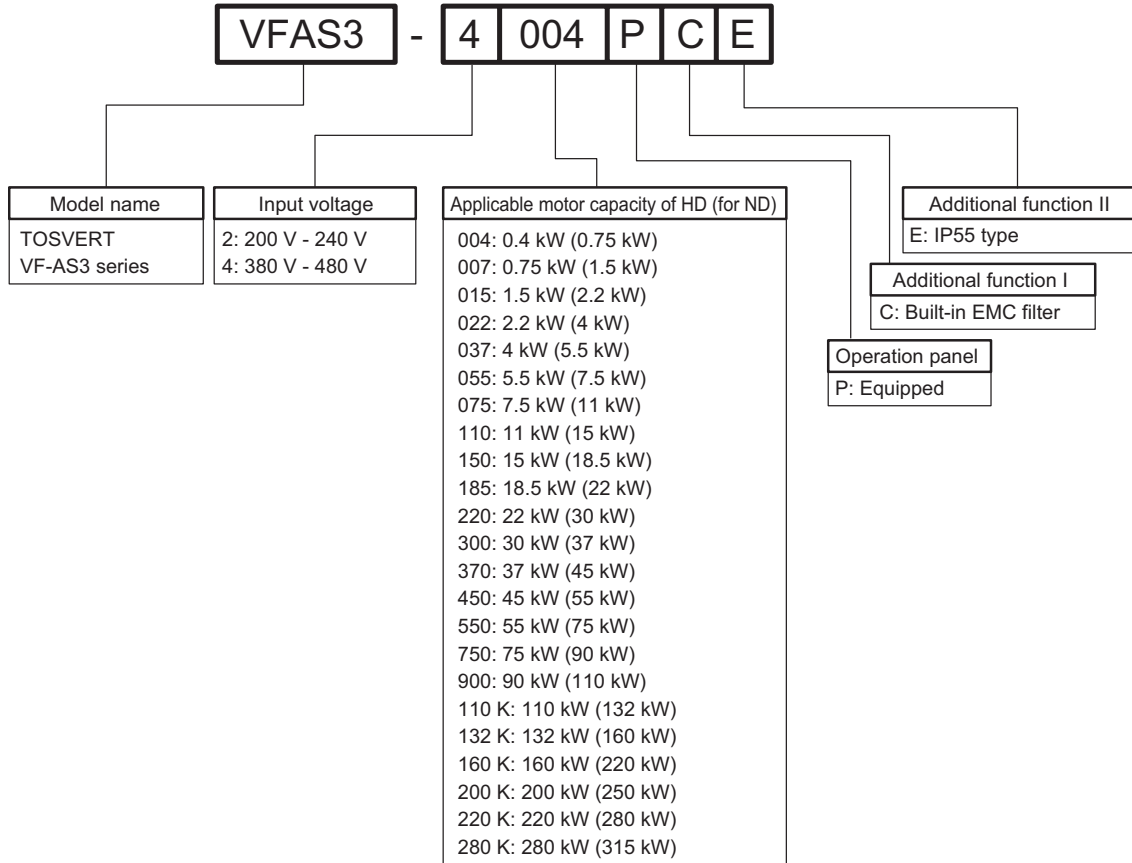 VFAS3 - 4 004 P C E
Model name
TOSVERT
VF-AS3 series
Input voltage
2: 200 V - 240 V
4: 380 V - 480 V
Applicable motor capacity of HD (for ND)
004: 0.4 kW (0.75 kW)
007: 0.75 kW (1.5 kW)
015: 1.5 kW (2.2 kW)
022: 2.2 kW (4 kW)
037: 4 kW (5.5 kW)
055: 5.5 kW (7.5 kW)
075: 7.5 kW (11 kW)
110: 11 kW (15 kW)
150: 15 kW (18.5 kW)
185: 18.5 kW (22 kW)
220: 22 kW (30 kW)
300: 30 kW (37 kW)
370: 37 kW (45 kW)
450: 45 kW (55 kW)
550: 55 kW (75 kW)
750: 75 kW (90 kW)
900: 90 kW (110 kW)
110 K: 110 kW (132 kW)
132 K: 132 kW (160 kW)
160 K: 160 kW (220 kW)
200 K: 200 kW (250 kW)
220 K: 220 kW (280 kW)
280 K: 280 kW (315 kW)
Additional function II
E: IP55 type
Additional function I
C: Built-in EMC filter
Operation panel
P: Equipped